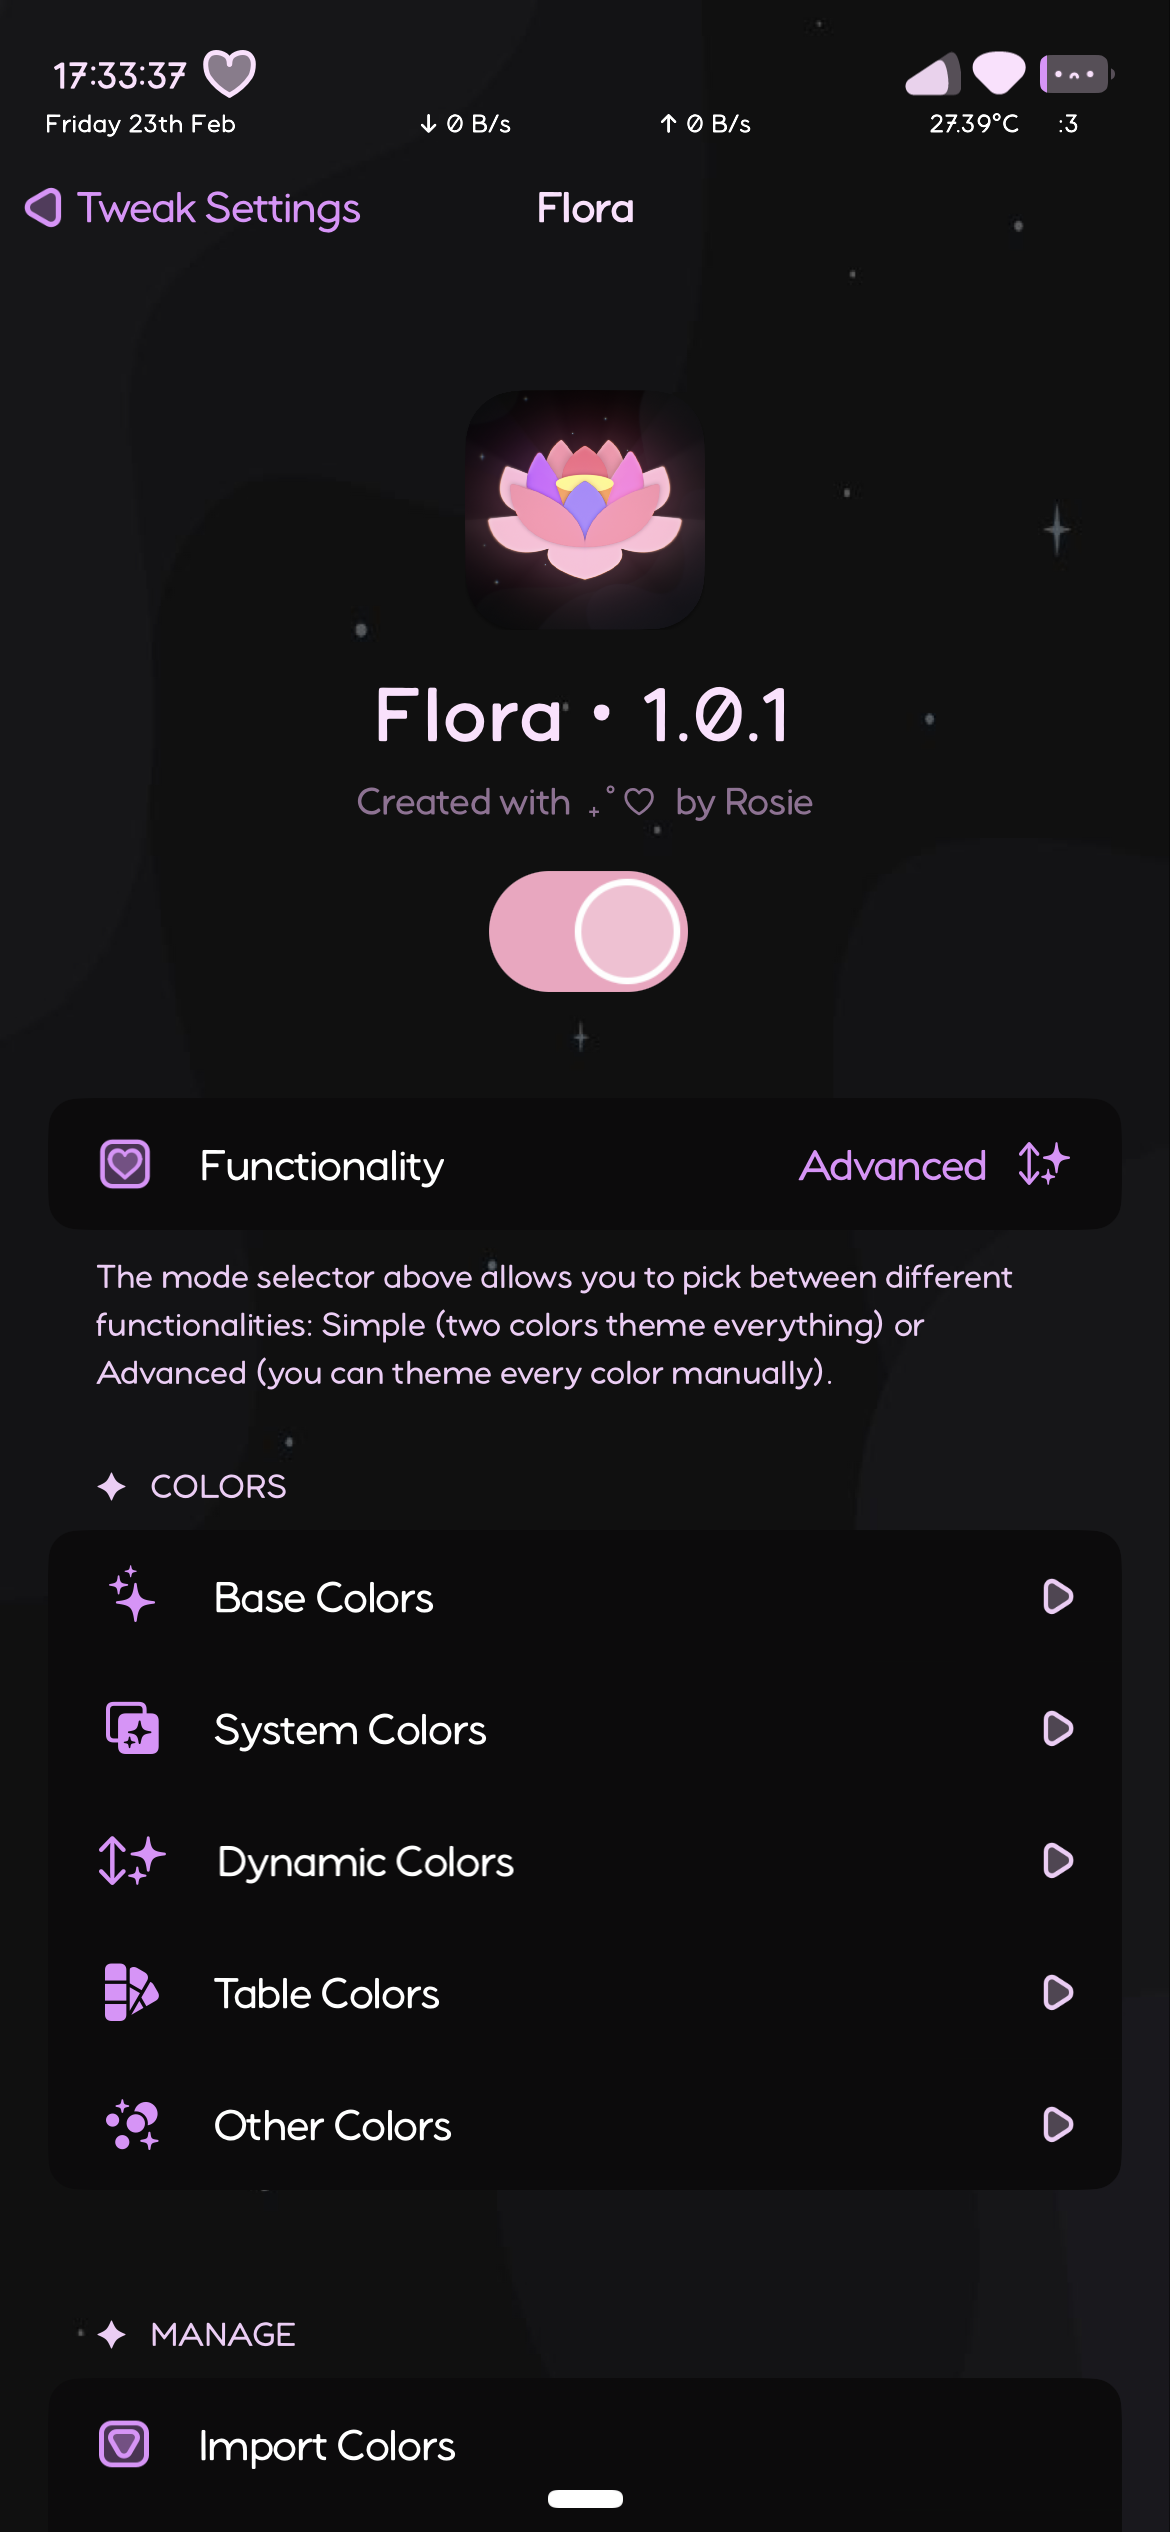 17:33:37
Friday 23th Feb ↓ 0 B/s ↑ 0 B/s 27.39°C :3
Tweak Settings Flora
Flora • 1.0.1
Created with ₊˚♡ by Rosie
Functionality Advanced
The mode selector above allows you to pick between different
functionalities: Simple (two colors theme everything) or
Advanced (you can theme every color manually).
COLORS
Base Colors
System Colors
Dynamic Colors
Table Colors
Other Colors
MANAGE
Import Colors